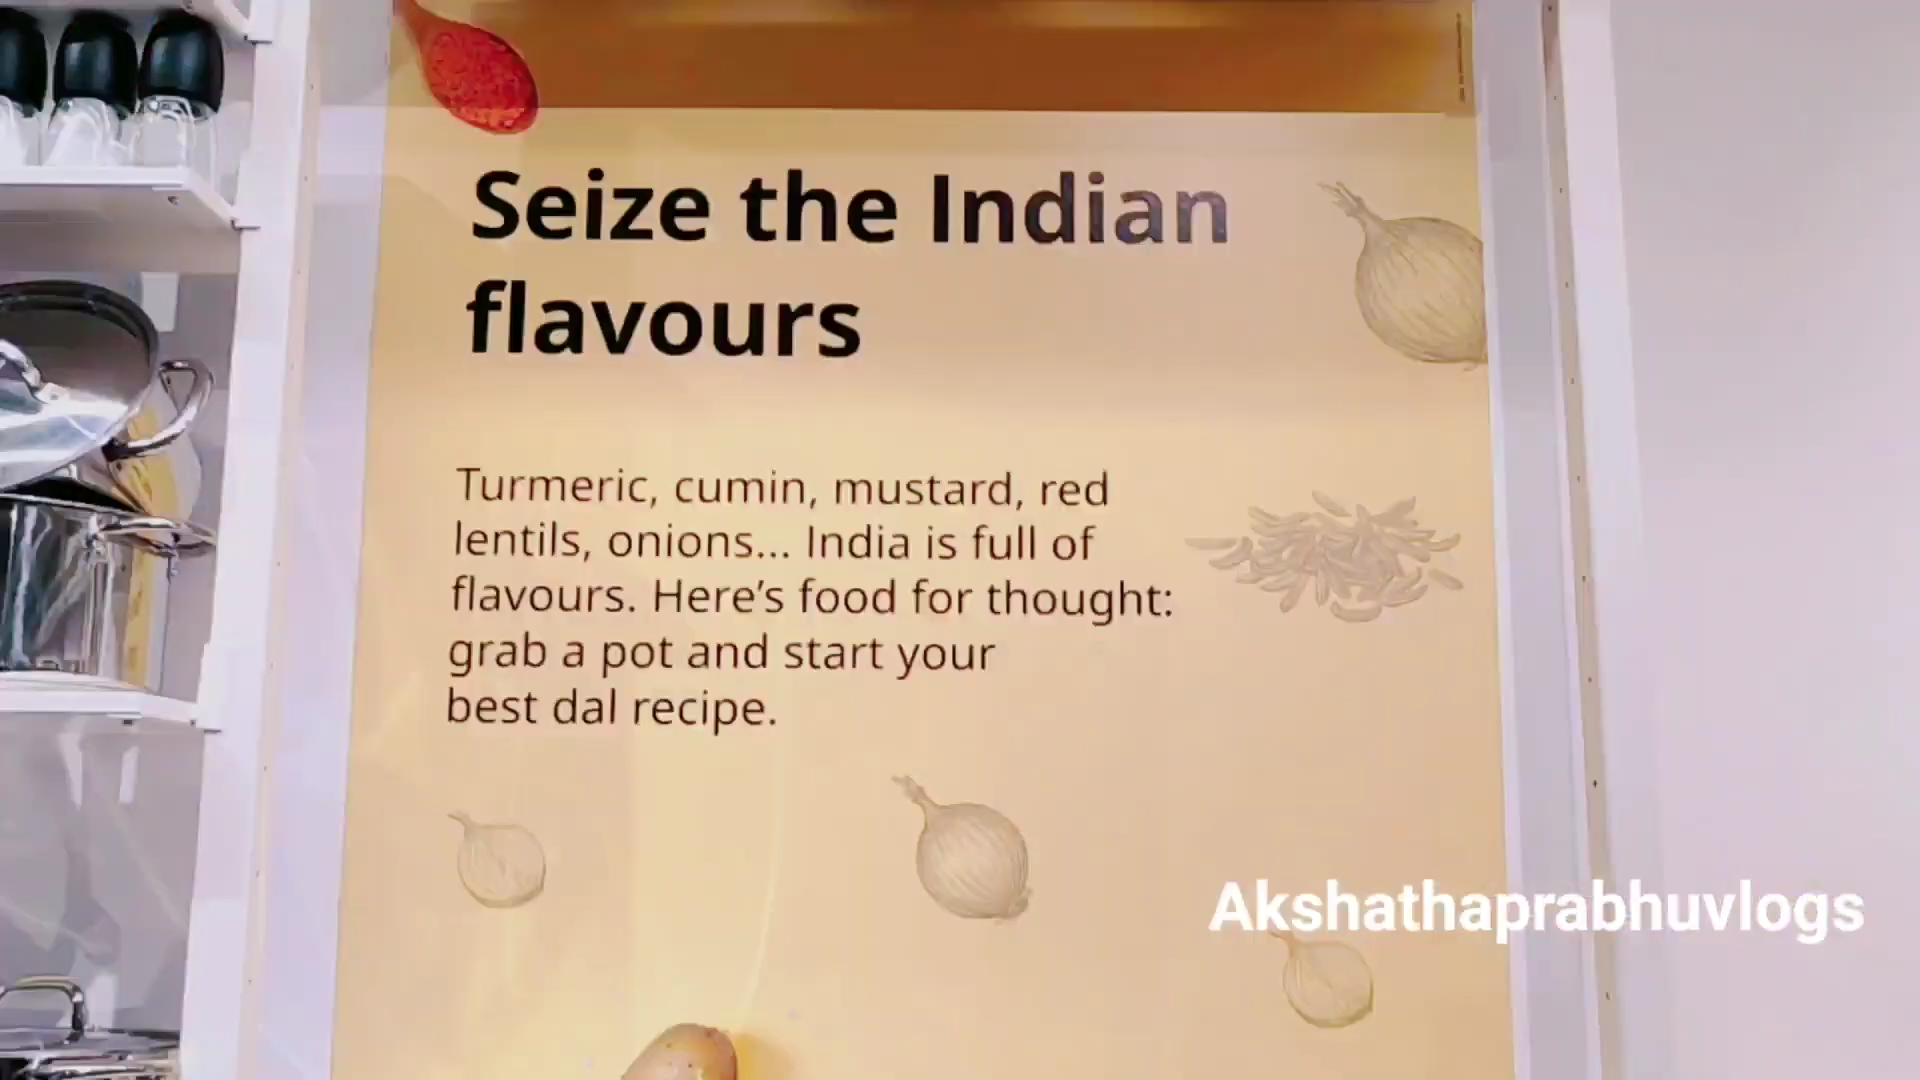 Seize the Indian
flavours
Turmeric, cumin, mustard, red
lentils, onions... India is full of
flavours. Here’s food for thought:
grab a pot and start your
best dal recipe.
Akshathaprabhuvlogs